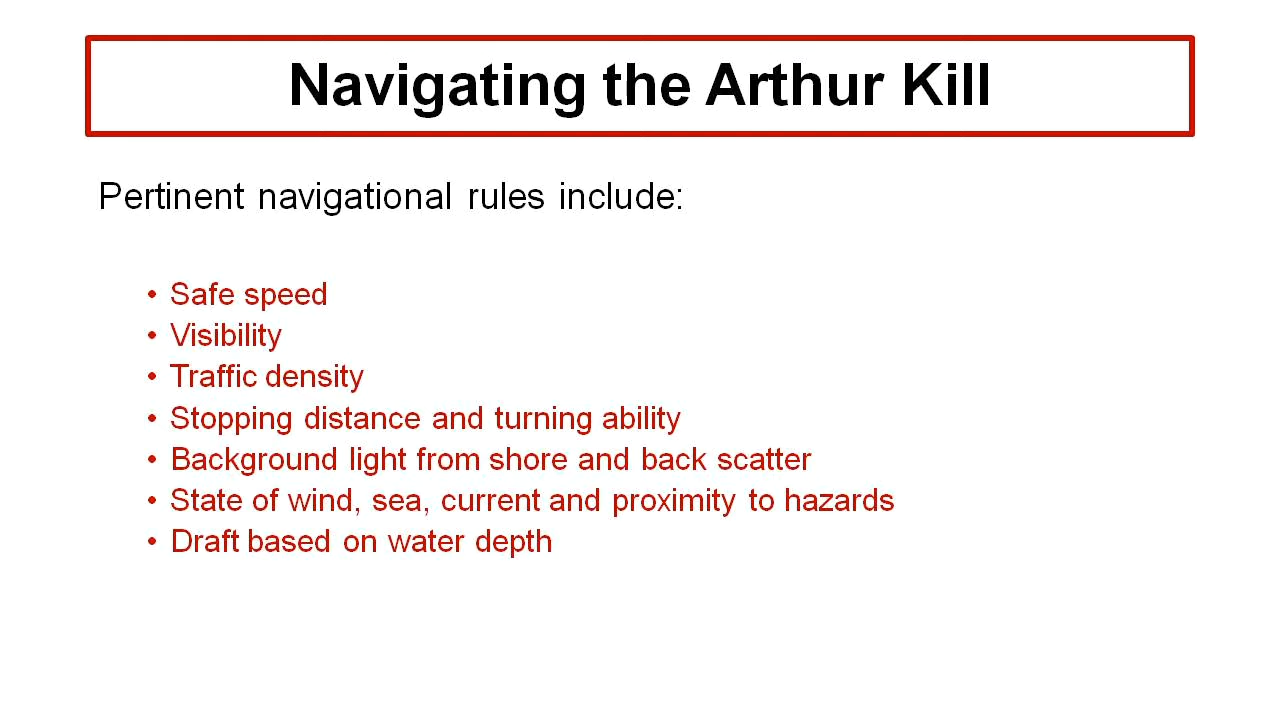 Navigating the Arthur Kill
Pertinent navigational rules include:
• Safe speed
• Visibility
• Traffic density
• Stopping distance and turning ability
• Background light from shore and back scatter
• State of wind, sea, current and proximity to hazards
• Draft based on water depth